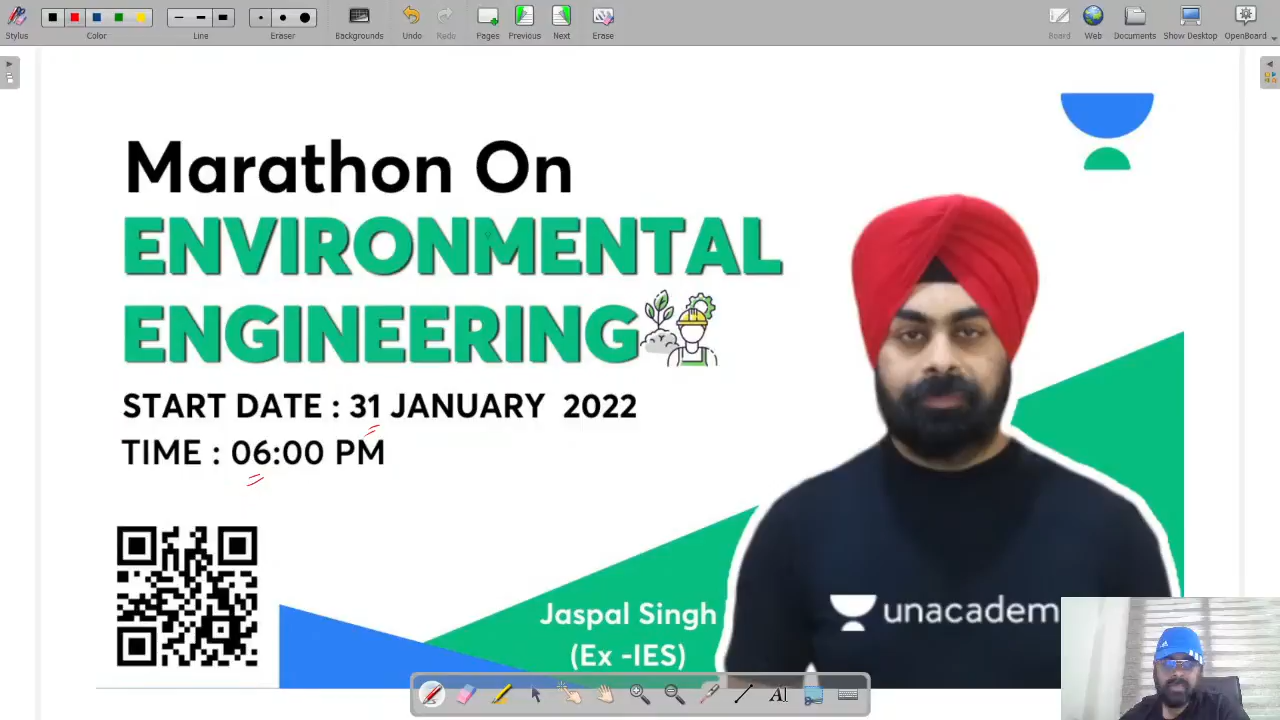 Stylus Color Line Eraser Backgrounds Undo Redo Pages Previous Next Erase Board Web Documents Show Desktop OpenBoard
Marathon On
ENVIRONMENTAL
ENGINEERING
START DATE : 31 JANUARY 2022
TIME : 06:00 PM
Jaspal Singh
(Ex -IES)
unacadem
AI